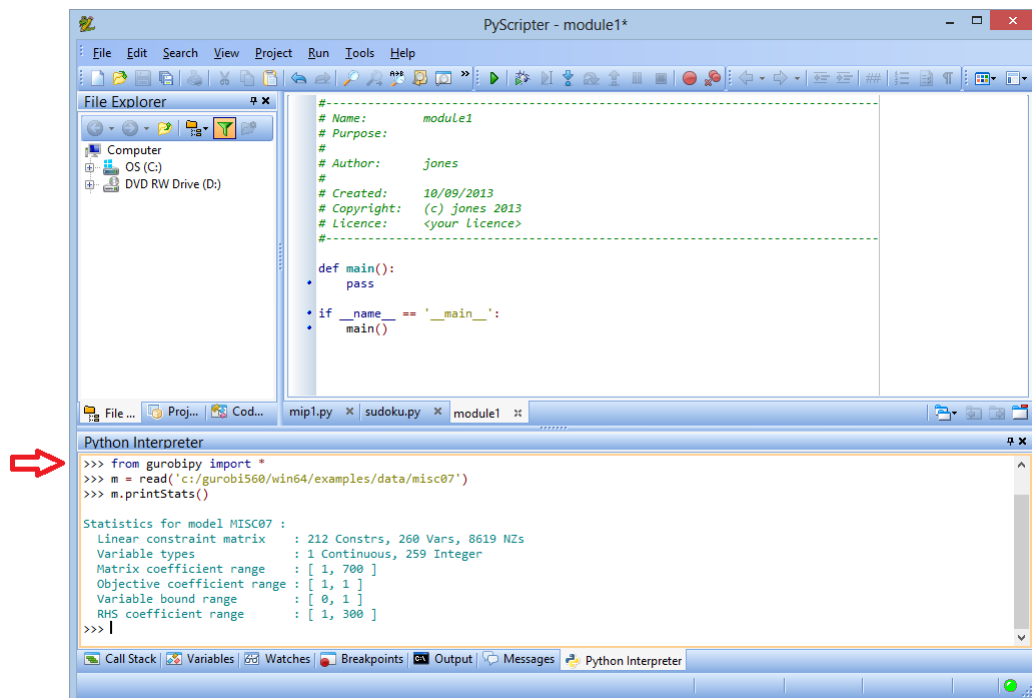 PyScripter - module1*
File Edit Search View Project Run Tools Help
File Explorer
Computer
OS (C:)
DVD RW Drive (D:)
#-------------------------------------------------------------------------------
# Name:        module1
# Purpose:
#
# Author:      jones
#
# Created:     10/09/2013
# Copyright:   (c) jones 2013
# Licence:     <your licence>
#-------------------------------------------------------------------------------
def main():
    pass
if __name__ == '__main__':
    main()
File ... Proj... Cod...
mip1.py sudoku.py module1
Python Interpreter
>>> from gurobipy import *
>>> m = read('c:/gurobi560/win64/examples/data/misc07')
>>> m.printStats()
Statistics for model MISC07 :
  Linear constraint matrix    : 212 Constrs, 260 Vars, 8619 NZs
  Variable types              : 1 Continuous, 259 Integer
  Matrix coefficient range    : [ 1, 700 ]
  Objective coefficient range : [ 1, 1 ]
  Variable bound range        : [ 0, 1 ]
  RHS coefficient range       : [ 1, 300 ]
>>>
Call Stack Variables Watches Breakpoints Output Messages Python Interpreter